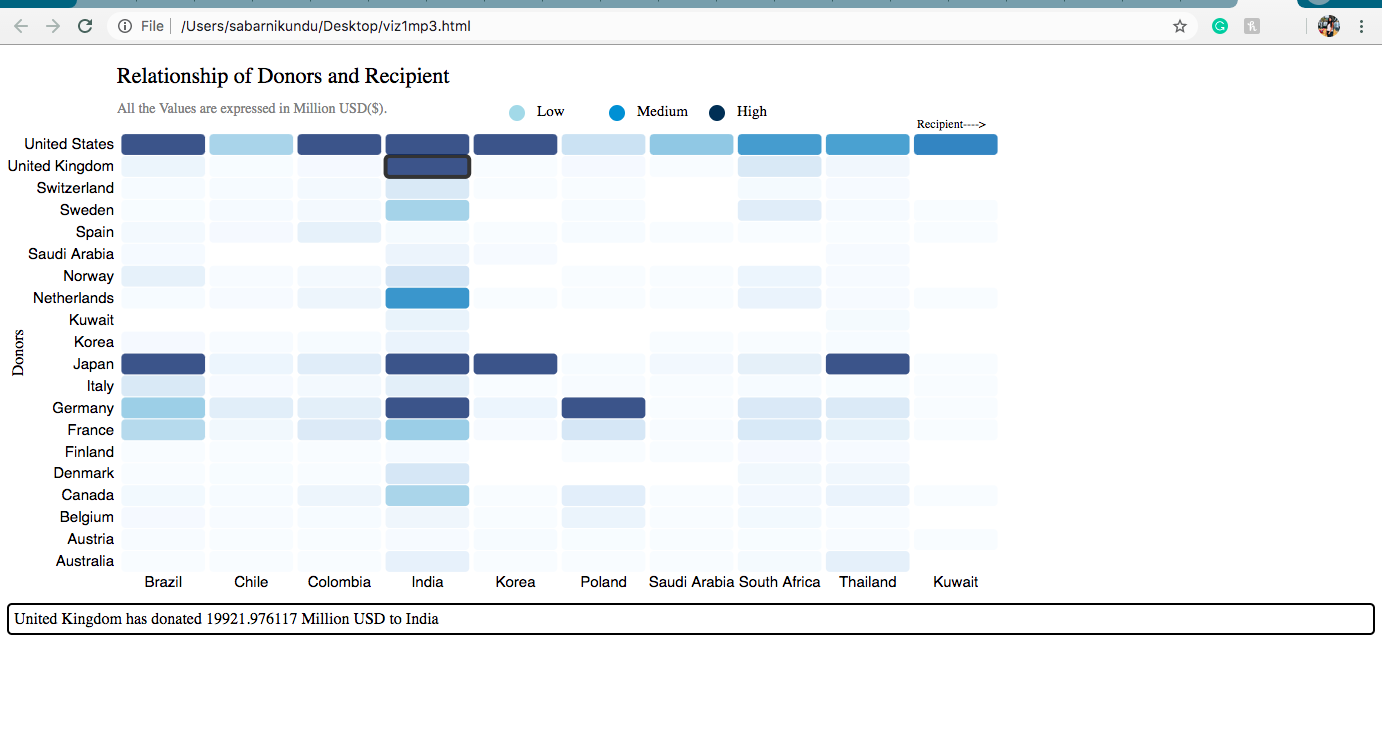 File | /Users/sabarnikundu/Desktop/viz1mp3.html
Relationship of Donors and Recipient
All the Values are expressed in Million USD($).
Low Medium High
Recipient---->
United States
United Kingdom
Switzerland
Sweden
Spain
Saudi Arabia
Norway
Netherlands
Kuwait
Korea
Donors
Japan
Italy
Germany
France
Finland
Denmark
Canada
Belgium
Austria
Australia
Brazil Chile Colombia India Korea Poland Saudi Arabia South Africa Thailand Kuwait
United Kingdom has donated 19921.976117 Million USD to India